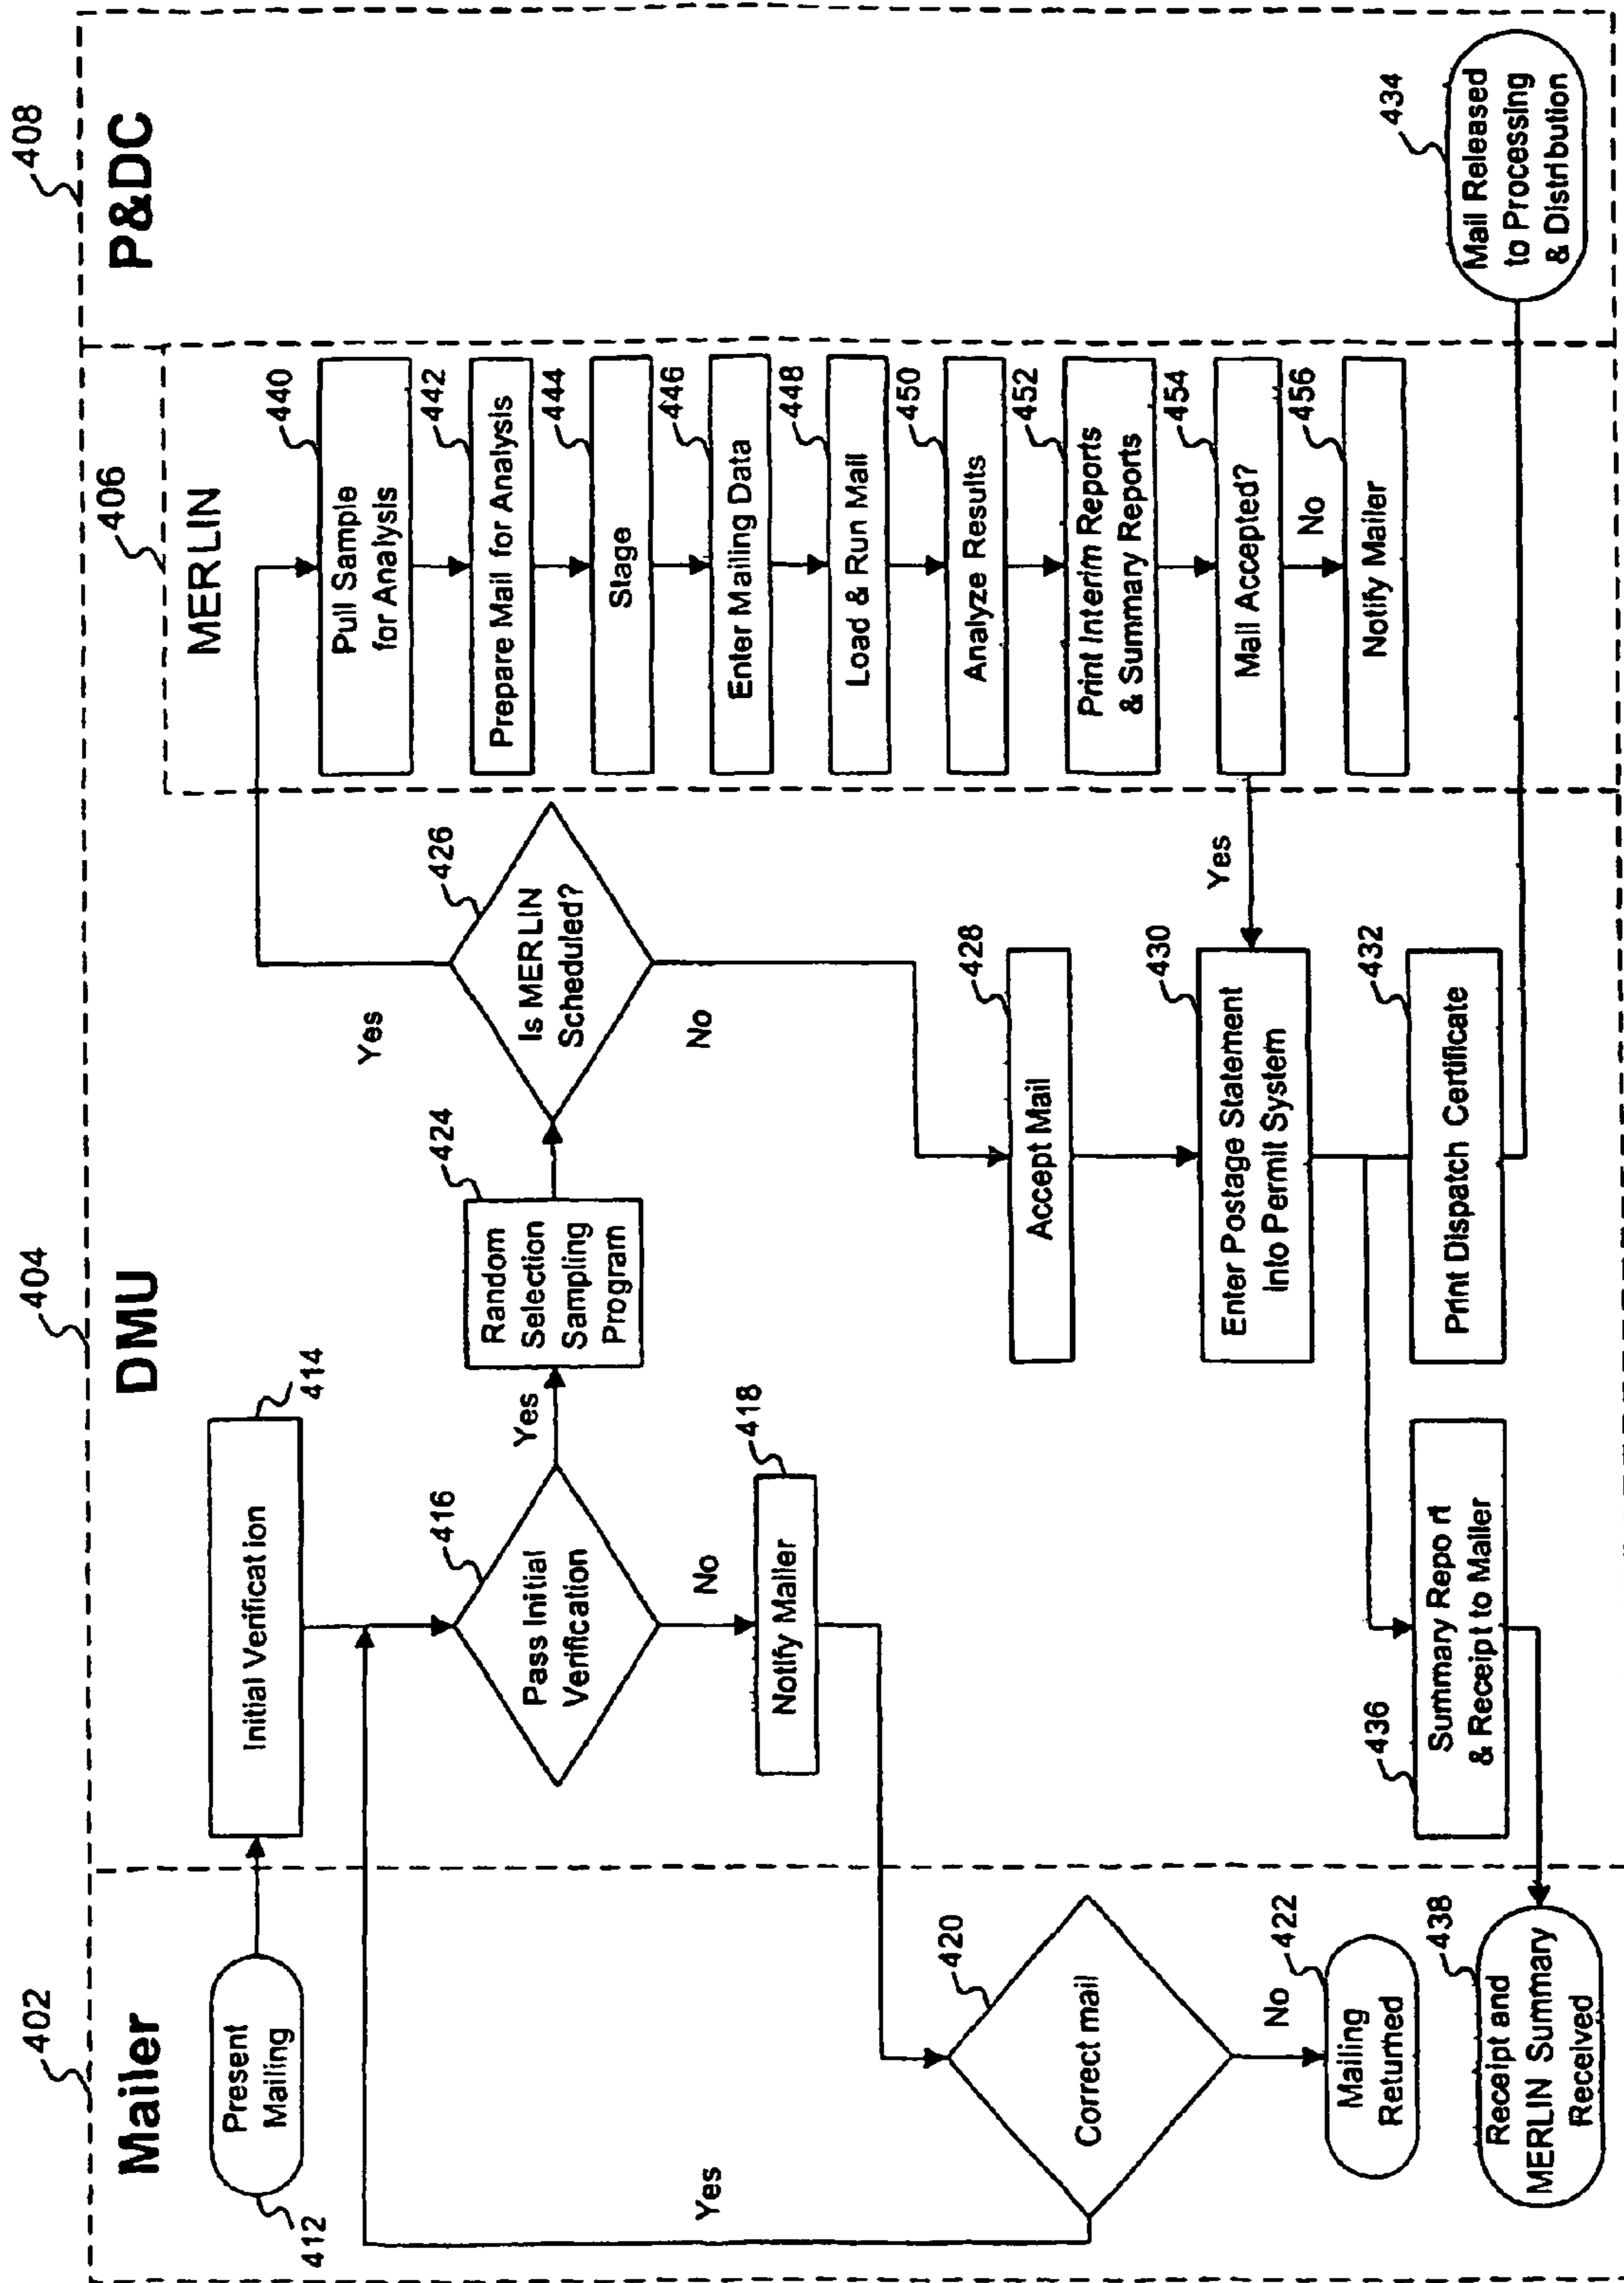 402
Mailer
404
DMU
406
MERLIN
408
P&DC
Present
Mailing
412
Initial Verification
414
Pass Initial
Verification
416
Yes
No
Notify Mailer
418
Correct mail
420
Yes
No
Mailing
Returned
422
Random
Selection
Sampling
Program
424
Is MERLIN
Scheduled?
426
Yes
No
Accept Mail
428
Enter Postage Statement
Into Permit System
430
Print Dispatch Certificate
432
Mail Released
to Processing
& Distribution
434
Summary Repo rt
& Receipt to Mailer
436
Receipt and
MERLIN Summary
Received
438
Pull Sample
for Analysis
440
Prepare Mail for Analysis
442
Stage
444
Enter Mailing Data
446
Load & Run Mail
448
Analyze Results
450
Print Interim Reports
& Summary Reports
452
Mail Accepted?
454
Yes
No
Notify Mailer
456